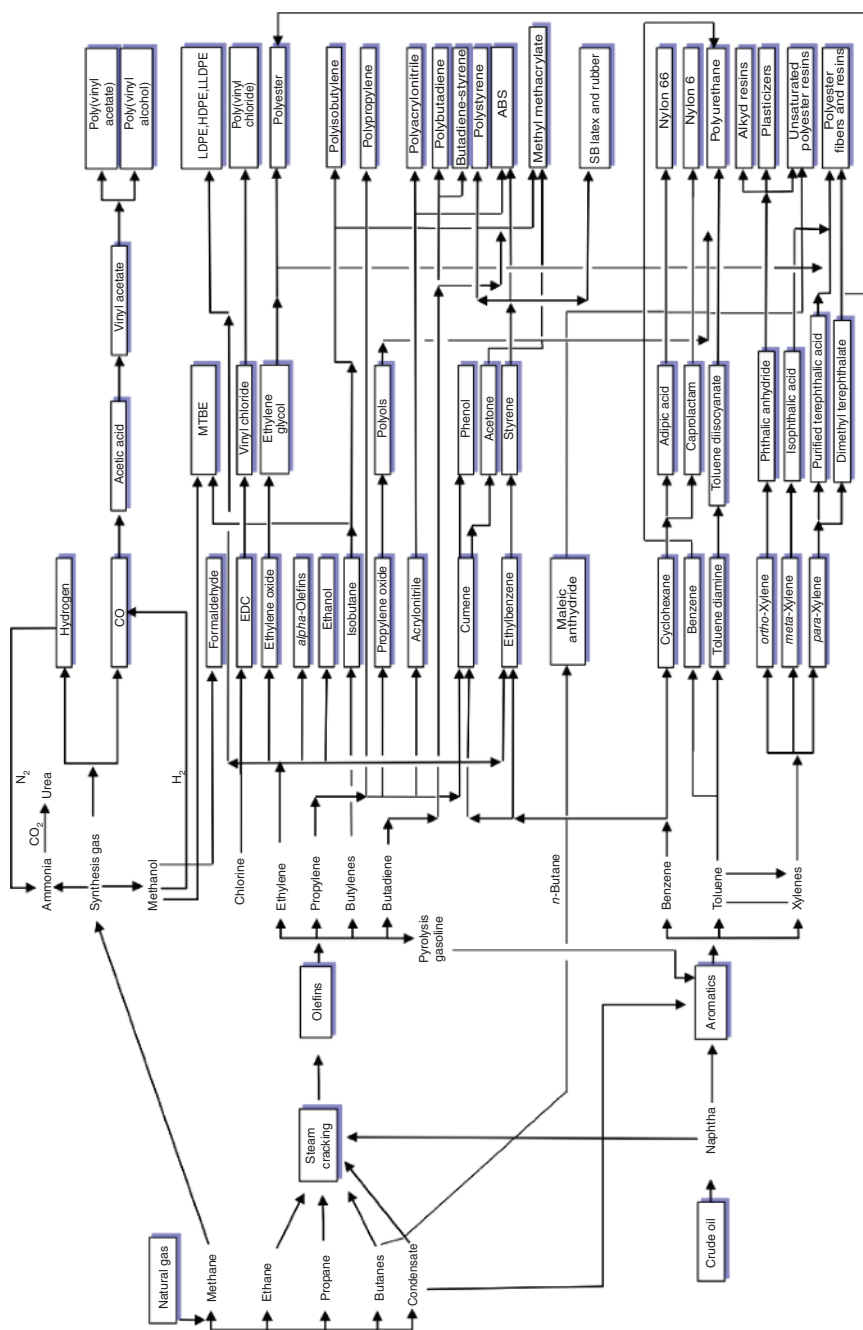 Natural gas
Methane
Ethane
Propane
Butanes
Condensate
Crude oil
Steam
cracking
Naphtha
Olefins
Aromatics
N2
Ammonia
CO2
Urea
Synthesis gas
Methanol
H2
Chlorine
Ethylene
Propylene
Butylenes
Butadiene
Pyrolysis
gasoline
n-Butane
Benzene
Toluene
Xylenes
Hydrogen
CO
Formaldehyde
EDC
Ethylene oxide
alpha-Olefins
Ethanol
Isobutane
Propylene oxide
Acrylonitrile
Cumene
Ethylbenzene
Maleic
anhydride
Cyclohexane
Benzene
Toluene diamine
ortho-Xylene
meta-Xylene
para-Xylene
Acetic acid
MTBE
Vinyl chloride
Ethylene
glycol
Polyols
Phenol
Acetone
Styrene
Adipic acid
Caprolactam
Toluene diisocyanate
Phthalic anhydride
Isophthalic acid
Purified terephthalic acid
Dimethyl terephthalate
Vinyl acetate
Poly(vinyl
acetate)
Poly(vinyl
alcohol)
LDPE,HDPE,LLDPE
Poly(vinyl
chloride)
Polyester
Polyisobutylene
Polypropylene
Polyacrylonitrile
Polybutadiene
Butadiene-styrene
Polystyrene
ABS
Methyl methacrylate
SB latex and rubber
Nylon 66
Nylon 6
Polyurethane
Alkyd resins
Plasticizers
Unsaturated
polyester resins
Polyester
fibers and resins